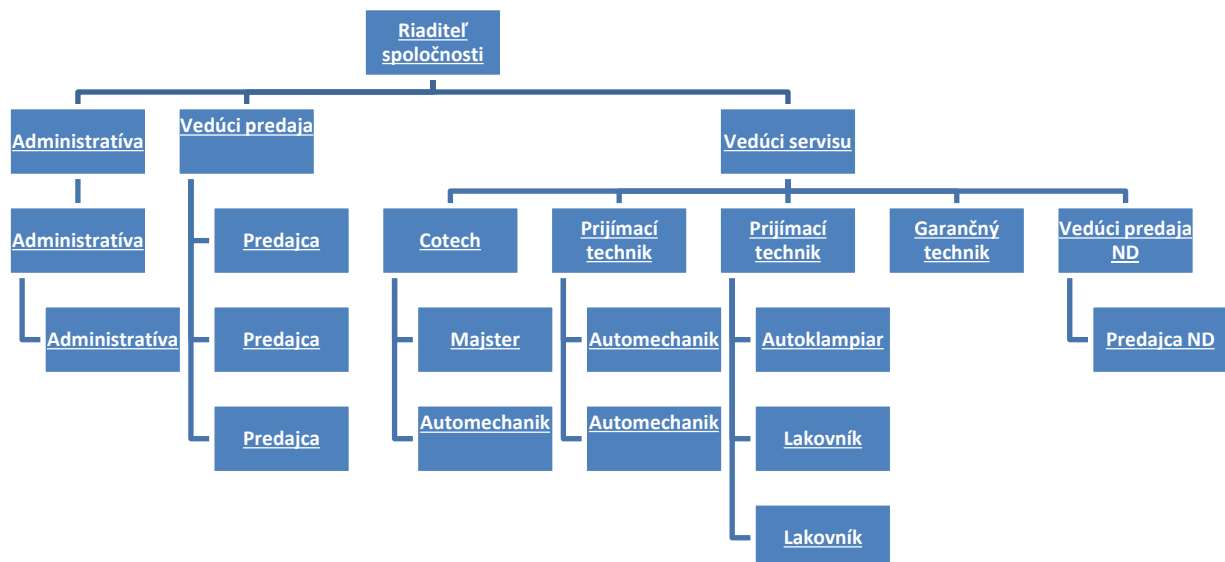 Riaditeľ
spoločnosti
Administratíva
Vedúci predaja
Vedúci servisu
Administratíva
Predajca
Cotech
Prijímací
technik
Prijímací
technik
Garančný
technik
Vedúci predaja
ND
Administratíva
Predajca
Majster
Automechanik
Autoklampiar
Predajca ND
Predajca
Automechanik
Automechanik
Lakovník
Lakovník